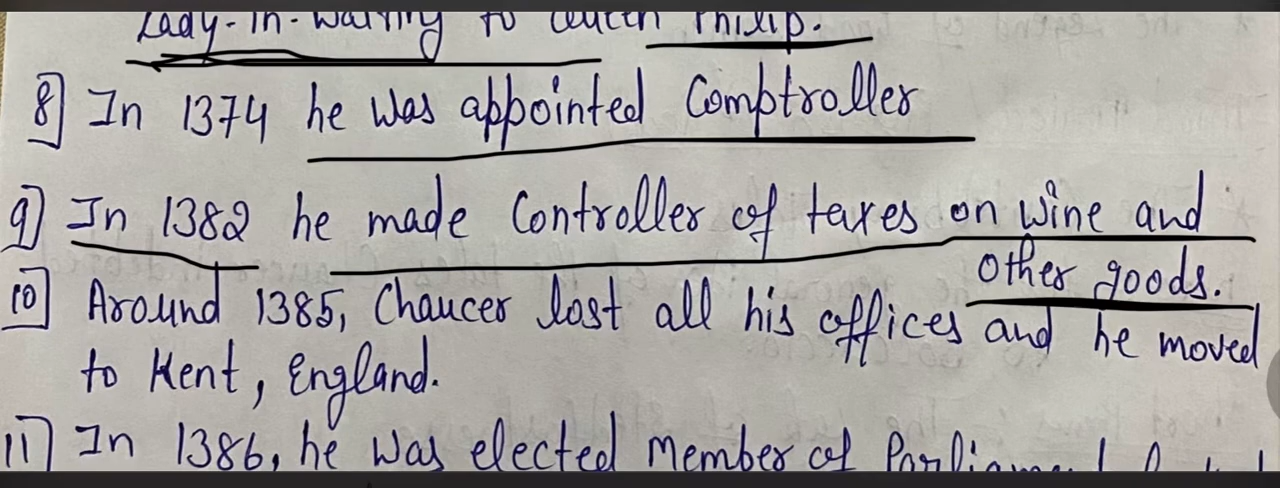 Lady-in-waiting to Queen Philip.
8] In 1374 he was appointed Comptroller
9] In 1382 he made Controller of taxes on wine and
other goods.
10] Around 1385, Chaucer lost all his offices and he moved
to Kent, England.
11] In 1386, he was elected Member of Parliament